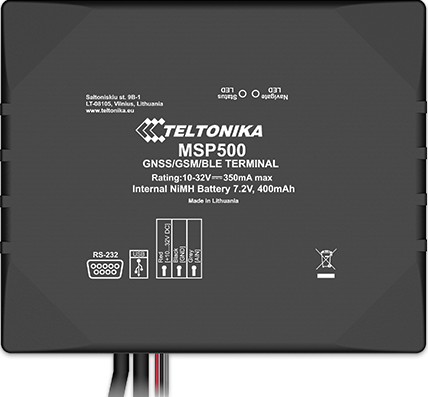 Saltoniskiu st. 9B-1
LT-08105, Vilnius, Lithuania
www.teltonika.eu
Status LED
Navigate LED
TELTONIKA
MSP500
GNSS/GSM/BLE TERMINAL
Rating:10-32V⎓350mA max
Internal NiMH Battery 7.2V, 400mAh
Made in Lithuania
RS-232
USB
Red
[+10...32V DC]
Black
[GND]
Grey
[AIN]